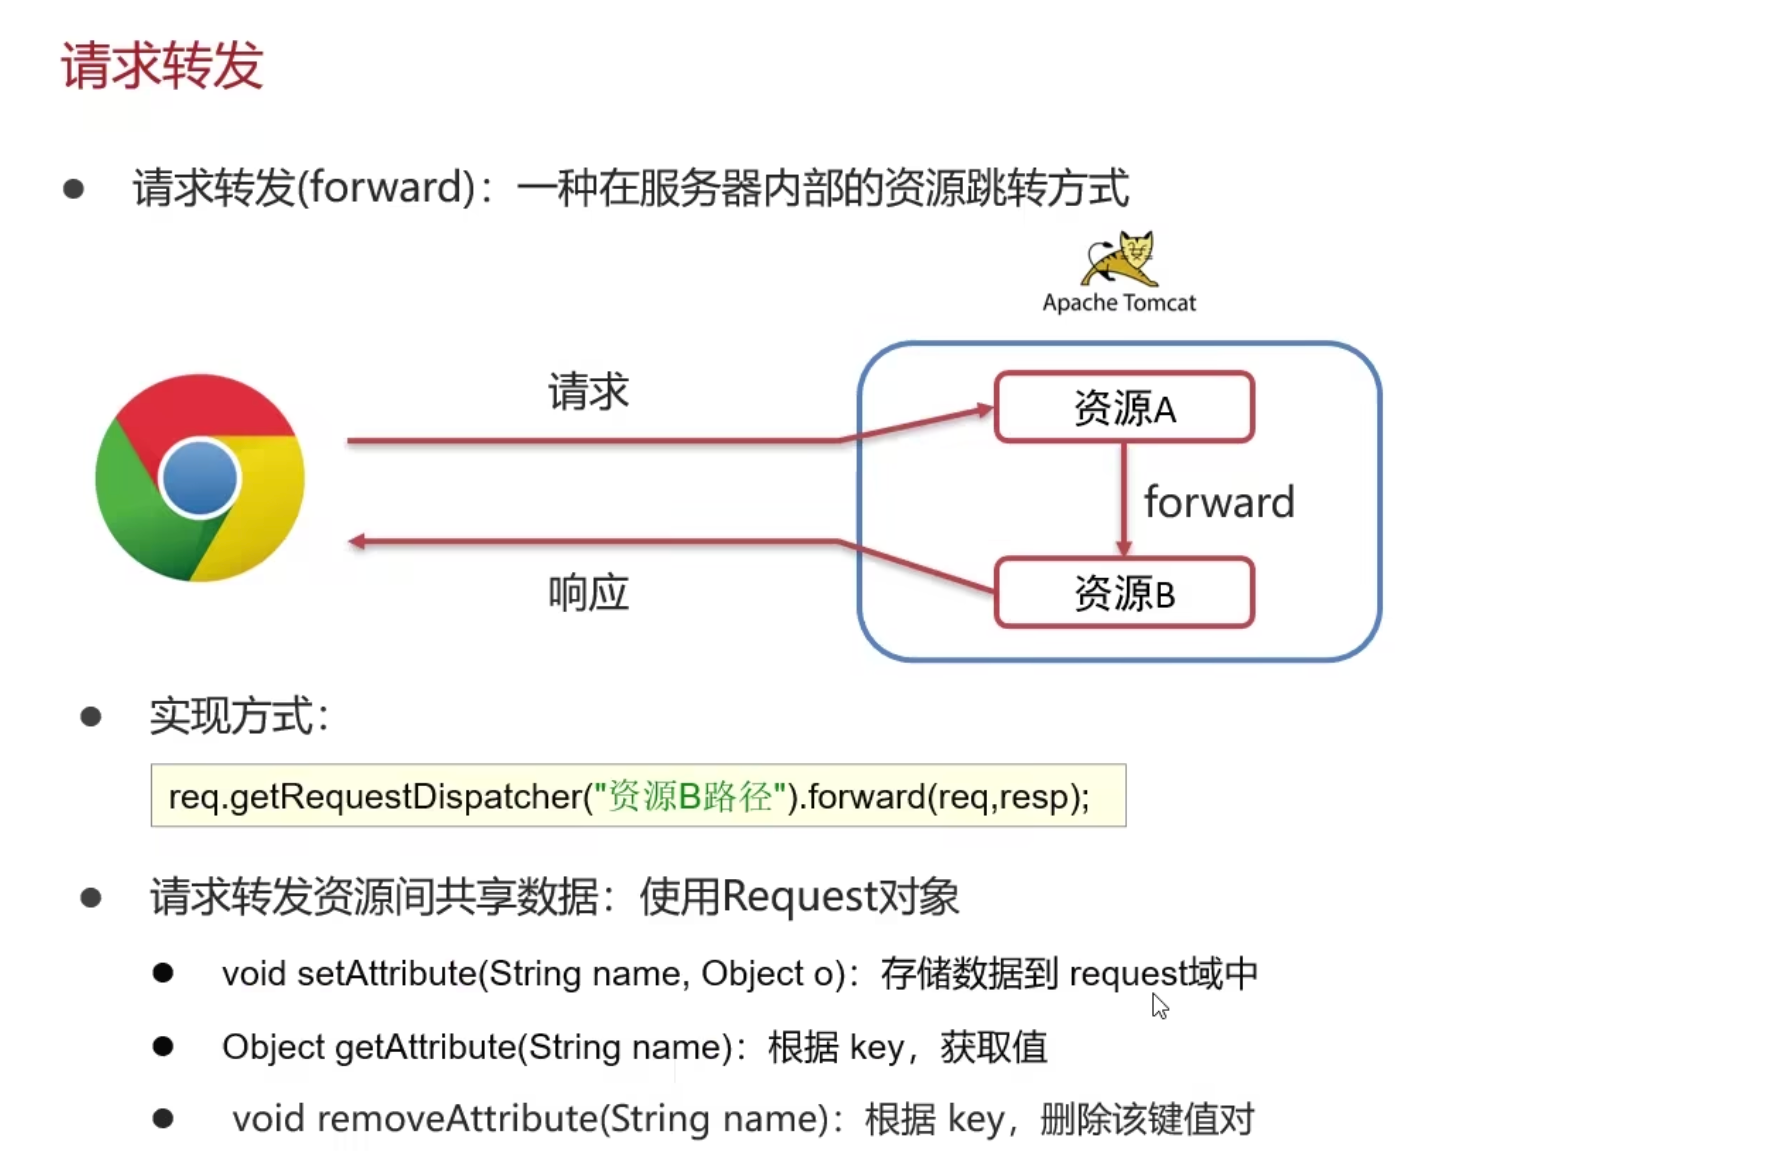 请求转发
请求转发(forward)：一种在服务器内部的资源跳转方式
Apache Tomcat
请求
资源A
forward
资源B
响应
实现方式：
req.getRequestDispatcher("资源B路径").forward(req,resp);
请求转发资源间共享数据：使用Request对象
void setAttribute(String name, Object o)：存储数据到 request域中
Object getAttribute(String name)：根据 key，获取值
void removeAttribute(String name)：根据 key，删除该键值对